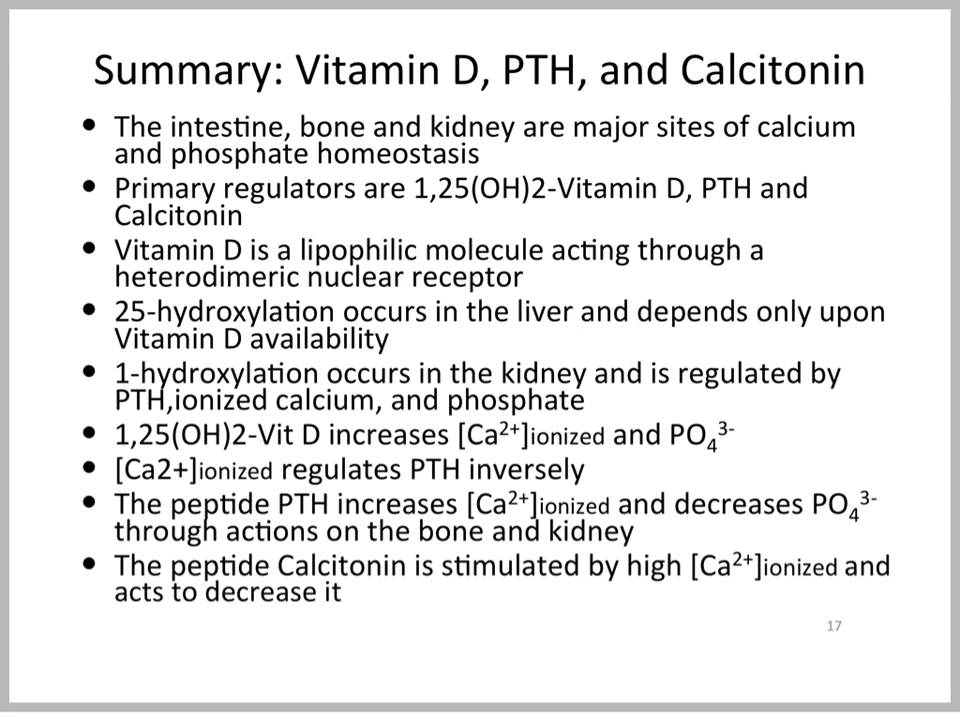 Summary: Vitamin D, PTH, and Calcitonin
• The intestine, bone and kidney are major sites of calcium
and phosphate homeostasis
• Primary regulators are 1,25(OH)2-Vitamin D, PTH and
Calcitonin
• Vitamin D is a lipophilic molecule acting through a
heterodimeric nuclear receptor
• 25-hydroxylation occurs in the liver and depends only upon
Vitamin D availability
• 1-hydroxylation occurs in the kidney and is regulated by
PTH,ionized calcium, and phosphate
• 1,25(OH)2-Vit D increases [Ca²⁺]ionized and PO₄³⁻
• [Ca2+]ionized regulates PTH inversely
• The peptide PTH increases [Ca²⁺]ionized and decreases PO₄³⁻
through actions on the bone and kidney
• The peptide Calcitonin is stimulated by high [Ca²⁺]ionized and
acts to decrease it
17